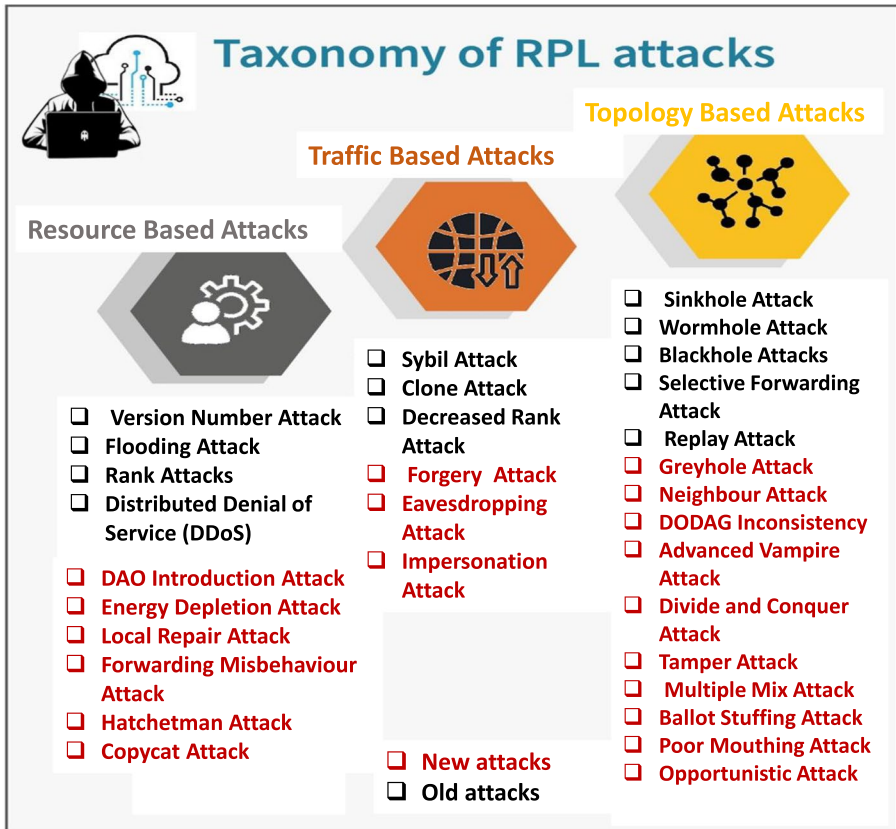 Taxonomy of RPL attacks
Resource Based Attacks
Version Number Attack
Flooding Attack
Rank Attacks
Distributed Denial of
Service (DDoS)
DAO Introduction Attack
Energy Depletion Attack
Local Repair Attack
Forwarding Misbehaviour
Attack
Hatchetman Attack
Copycat Attack
Traffic Based Attacks
Sybil Attack
Clone Attack
Decreased Rank
Attack
Forgery Attack
Eavesdropping
Attack
Impersonation
Attack
Topology Based Attacks
Sinkhole Attack
Wormhole Attack
Blackhole Attacks
Selective Forwarding
Attack
Replay Attack
Greyhole Attack
Neighbour Attack
DODAG Inconsistency
Advanced Vampire
Attack
Divide and Conquer
Attack
Tamper Attack
Multiple Mix Attack
Ballot Stuffing Attack
Poor Mouthing Attack
Opportunistic Attack
New attacks
Old attacks